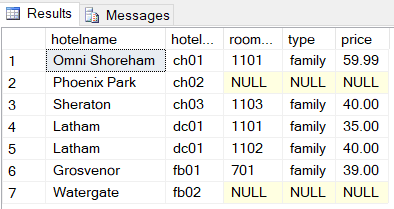 Results Messages
hotelname hotel... room... type price
1 Omni Shoreham ch01 1101 family 59.99
2 Phoenix Park ch02 NULL NULL NULL
3 Sheraton ch03 1103 family 40.00
4 Latham dc01 1101 family 35.00
5 Latham dc01 1102 family 40.00
6 Grosvenor fb01 701 family 39.00
7 Watergate fb02 NULL NULL NULL